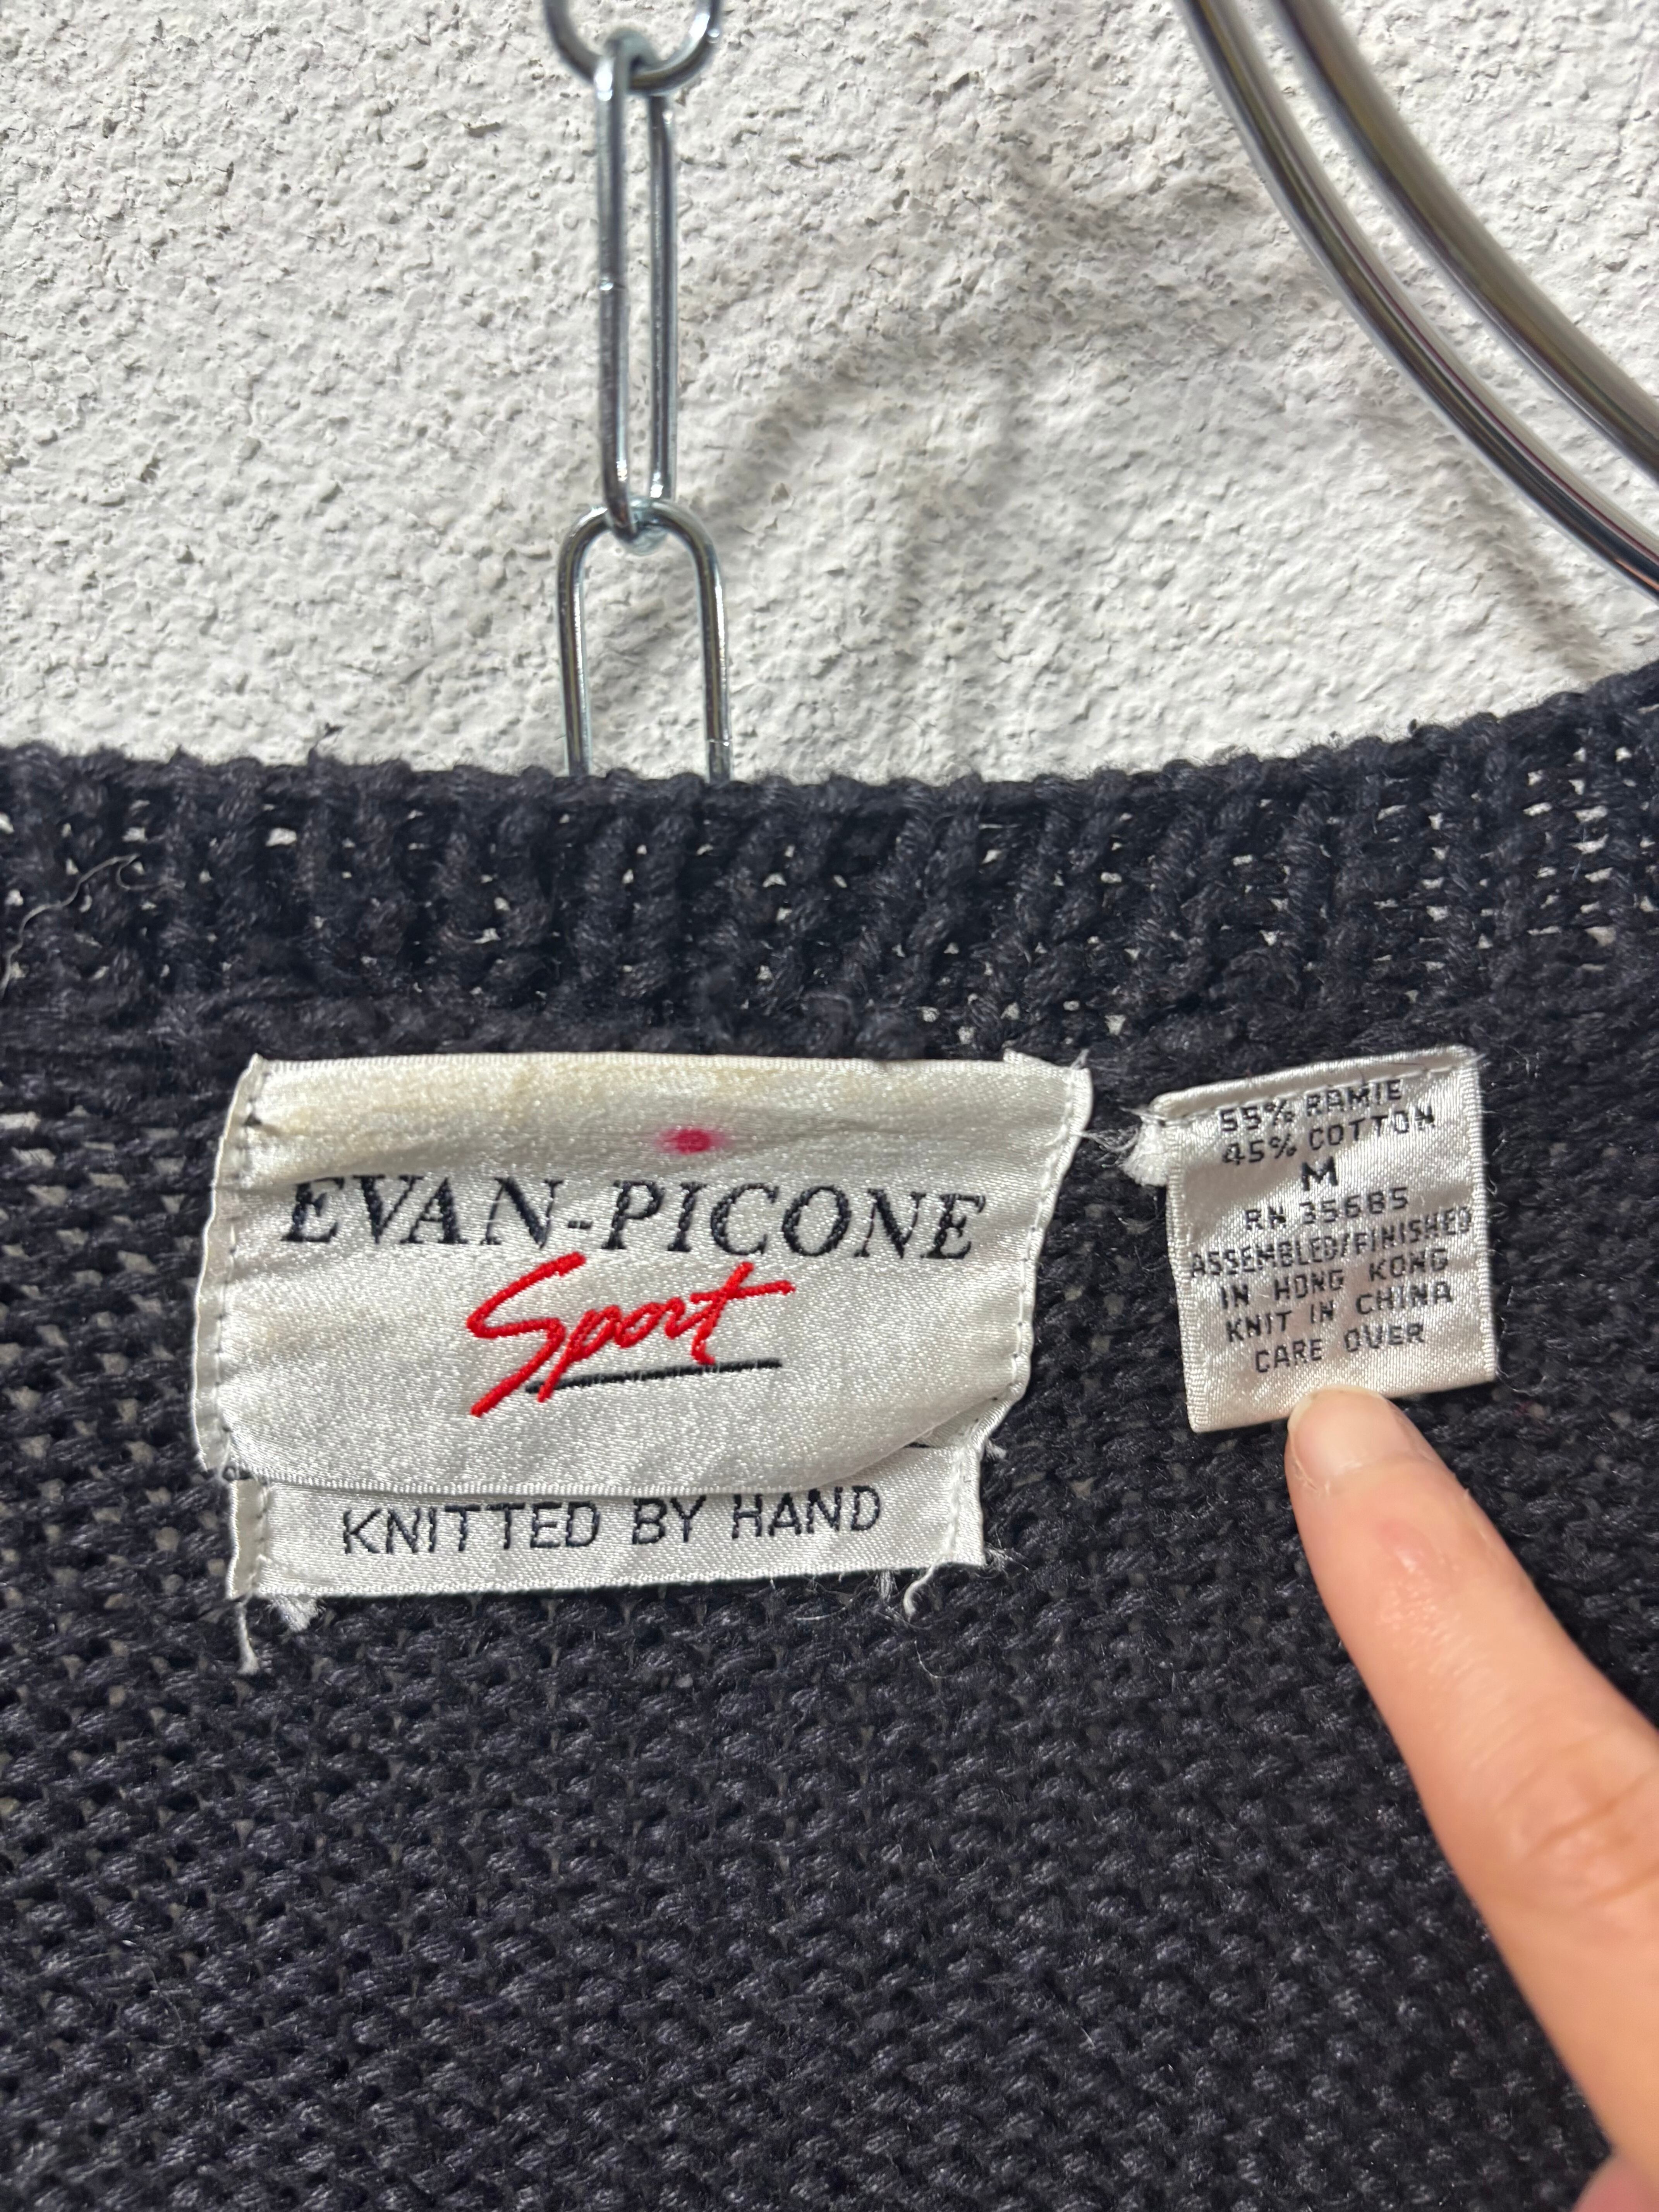 EVAN-PICONE
Sport
KNITTED BY HAND
55% RAMIE
45% COTTON
M
RN 35685
ASSEMBLED/FINISHED
IN HONG KONG
KNIT IN CHINA
CARE OVER